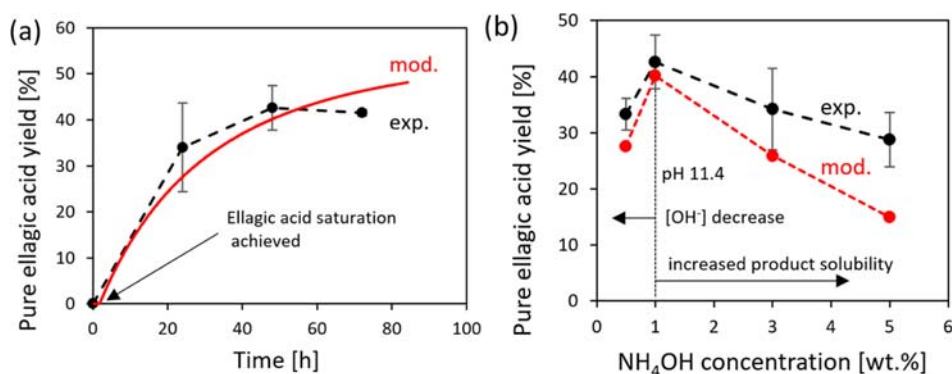 (a)
Pure ellagic acid yield [%]
60
50
40
30
20
10
0
mod.
exp.
Ellagic acid saturation
achieved
0 20 40 60 80 100
Time [h]
(b)
Pure ellagic acid yield [%]
50
40
30
20
10
0
exp.
mod.
pH 11.4
[OH⁻] decrease
increased product solubility
0 1 2 3 4 5 6
NH₄OH concentration [wt.%]